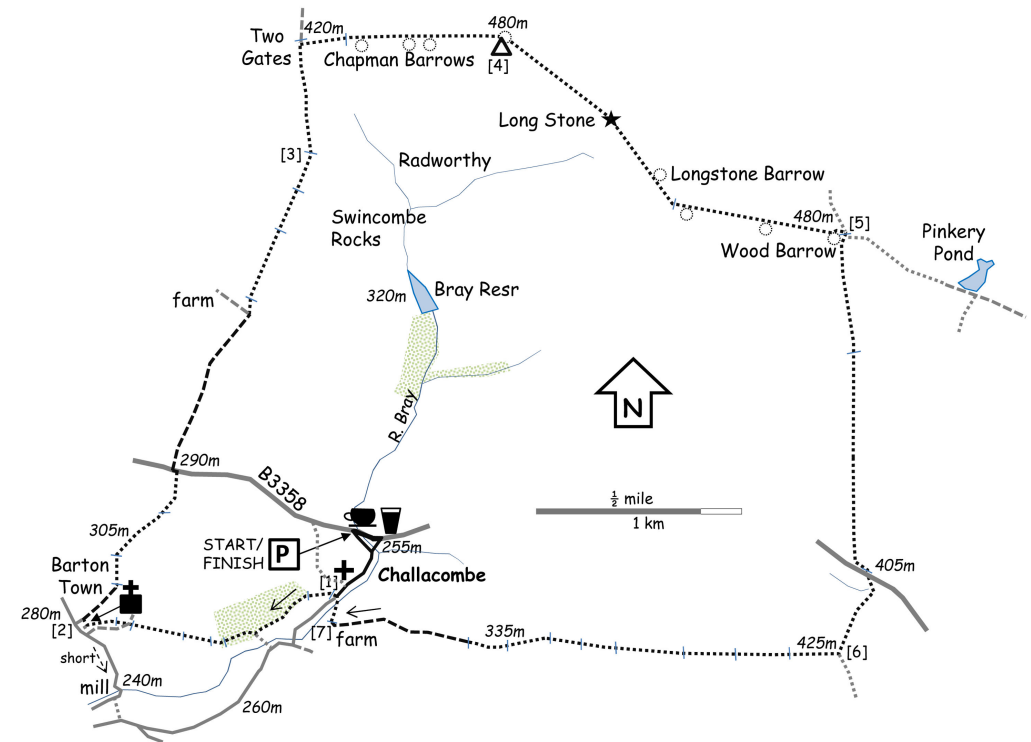 420m
480m
Two
Gates
Chapman Barrows
[4]
Long Stone
[3]
Radworthy
Longstone Barrow
Swincombe
Rocks
480m
[5]
Pinkery
Pond
Wood Barrow
farm
320m
Bray Resr
N
R. Bray
290m
B3358
½ mile
1 km
305m
START/
FINISH
P
255m
405m
Barton
Town
[1]
Challacombe
280m
[2]
[7]
farm
335m
425m
[6]
short
mill
240m
260m